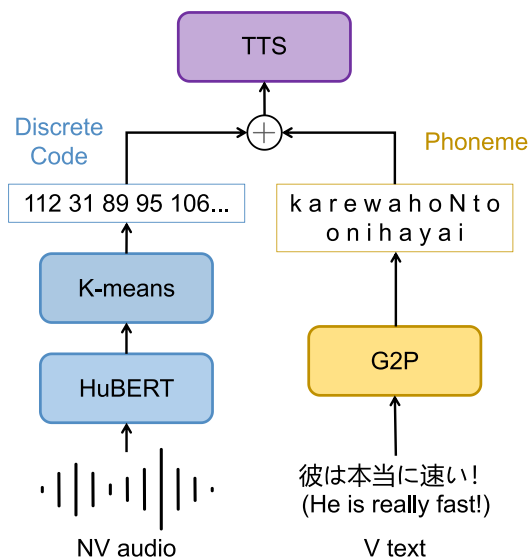 TTS
Discrete
Code
Phoneme
112 31 89 95 106...
k a r e w a h o N t o
o n i h a y a i
K-means
G2P
HuBERT
彼は本当に速い!
(He is really fast!)
NV audio
V text